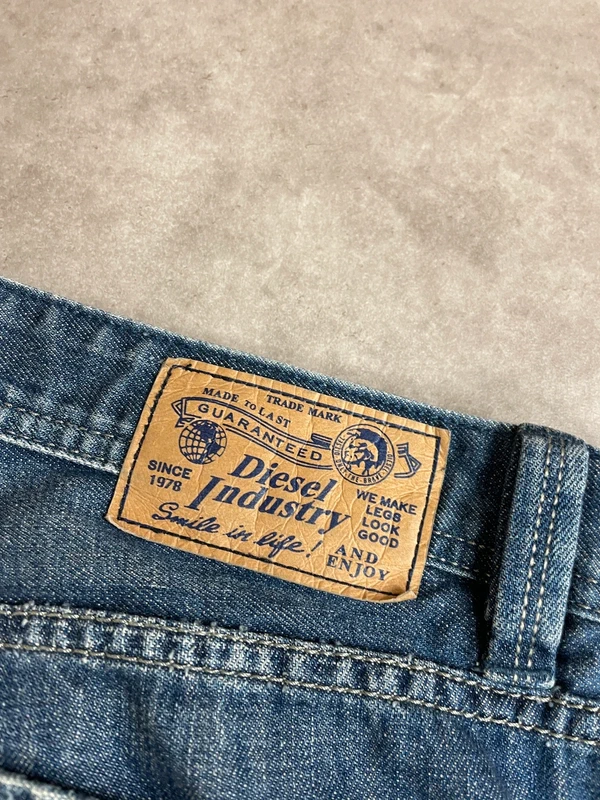 MADE TO LAST
TRADE MARK
GUARANTEED
Diesel
Industry
SINCE
1978
WE MAKE
LEGB
LOOK
GOOD
Smile in life!
AND
ENJOY